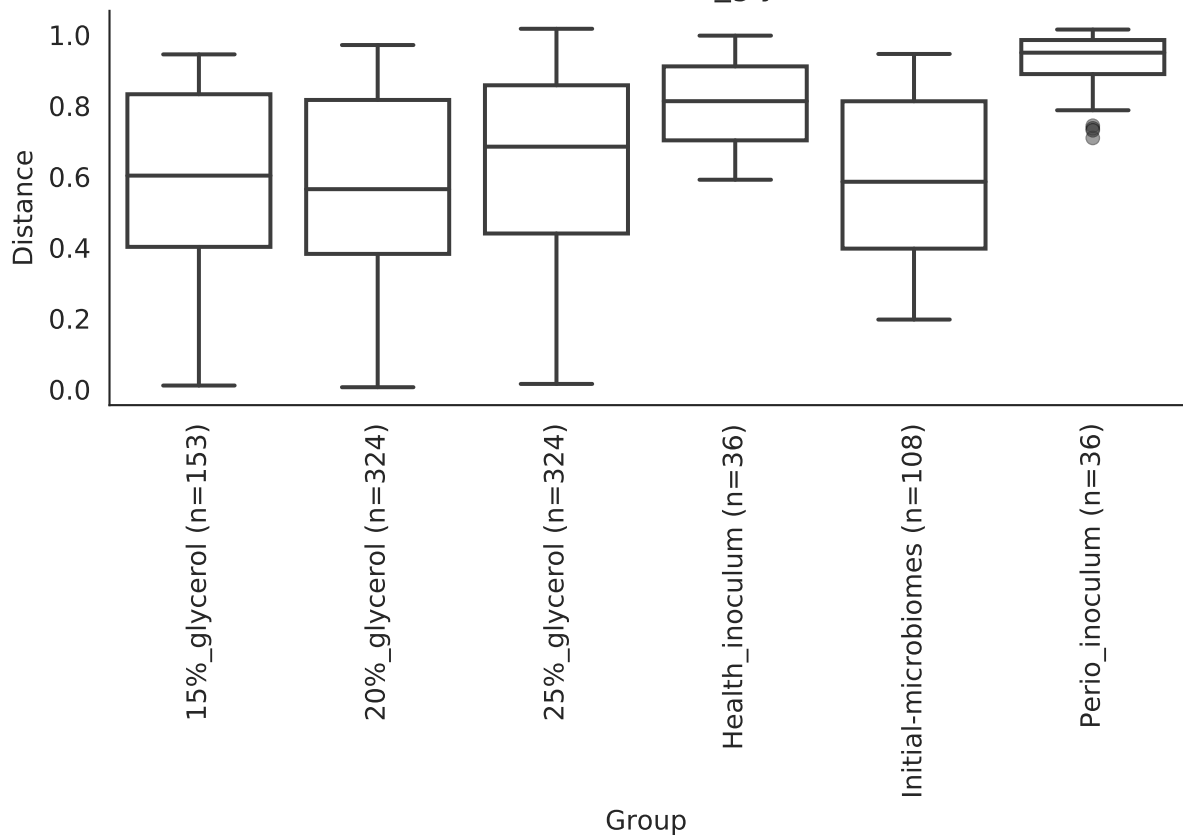 1.0
0.8
0.6
0.4
0.2
0.0
Distance
15%_glycerol (n=153)
20%_glycerol (n=324)
25%_glycerol (n=324)
Health_inoculum (n=36)
Initial-microbiomes (n=108)
Perio_inoculum (n=36)
Group